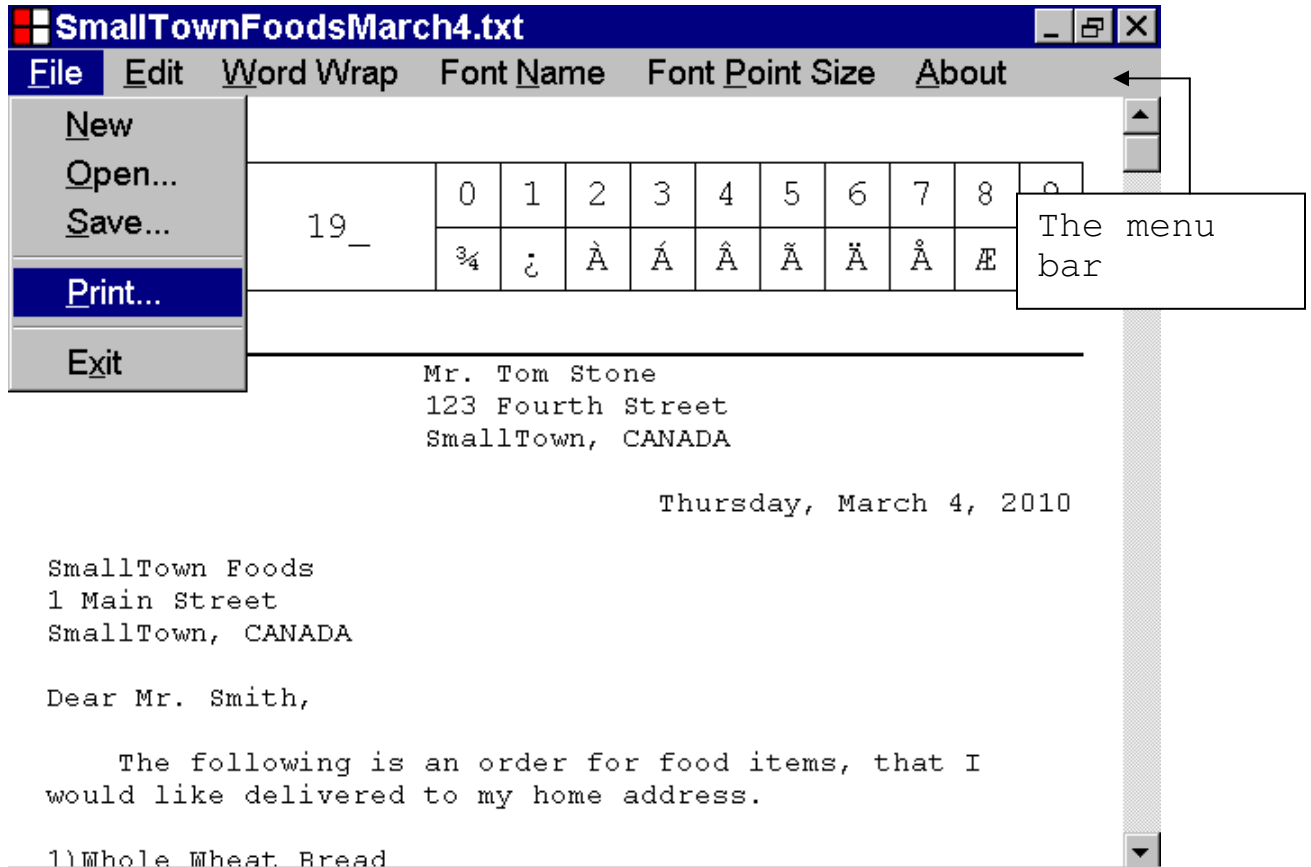 SmallTownFoodsMarch4.txt
File Edit Word Wrap Font Name Font Point Size About
New
Open...
Save...
Print...
Exit
19_
0 1 2 3 4 5 6 7 8
¾ ¿ À Á Â Ã Ä Å Æ
The menu
bar
Mr. Tom Stone
123 Fourth Street
SmallTown, CANADA
Thursday, March 4, 2010
SmallTown Foods
1 Main Street
SmallTown, CANADA
Dear Mr. Smith,
The following is an order for food items, that I
would like delivered to my home address.
1)Whole Wheat Bread